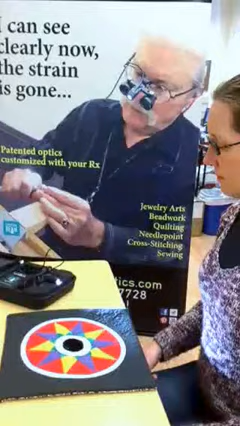 I can see
clearly now,
the strain
is gone...
Patented optics
customized with your Rx
Jewelry Arts
Beadwork
Quilting
Needlepoint
Cross-Stitching
Sewing
tics.com
7728